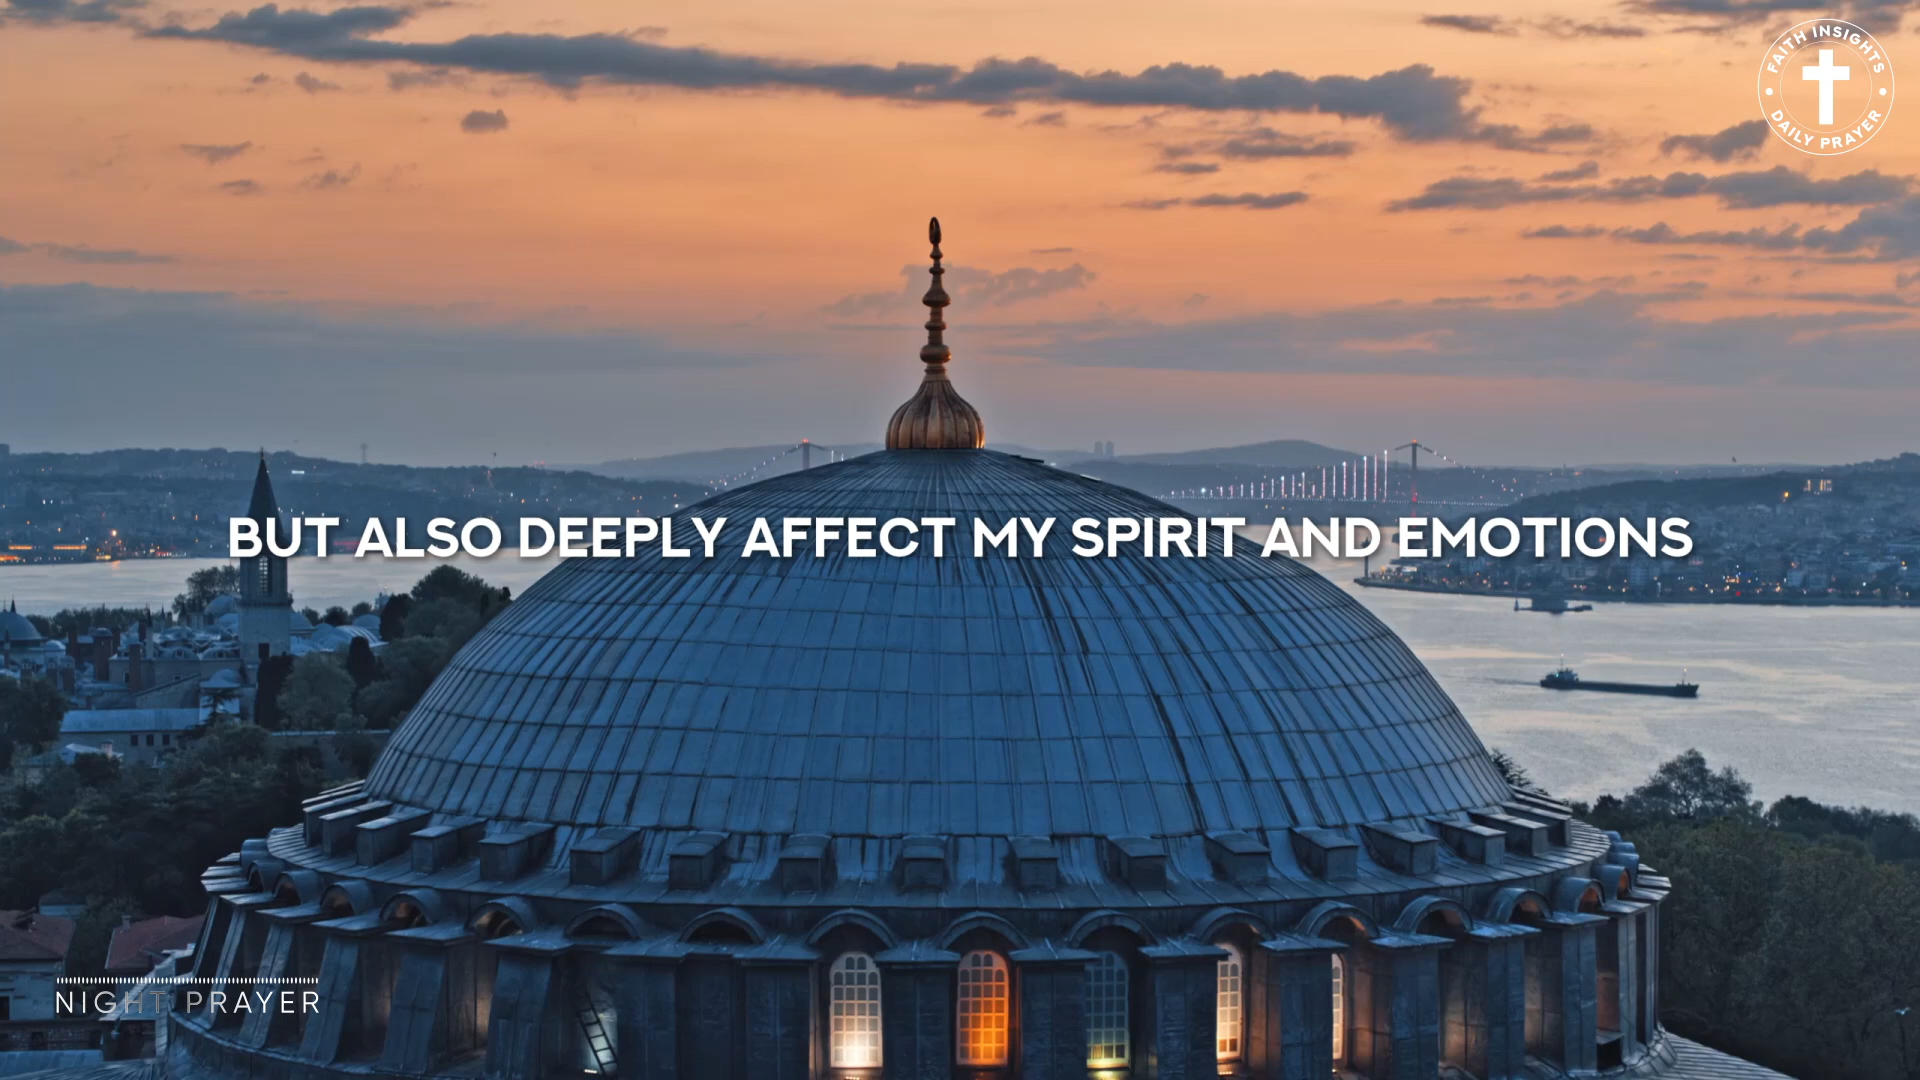 FAITH INSIGHTS
DAILY PRAYER
BUT ALSO DEEPLY AFFECT MY SPIRIT AND EMOTIONS
NIGHT PRAYER